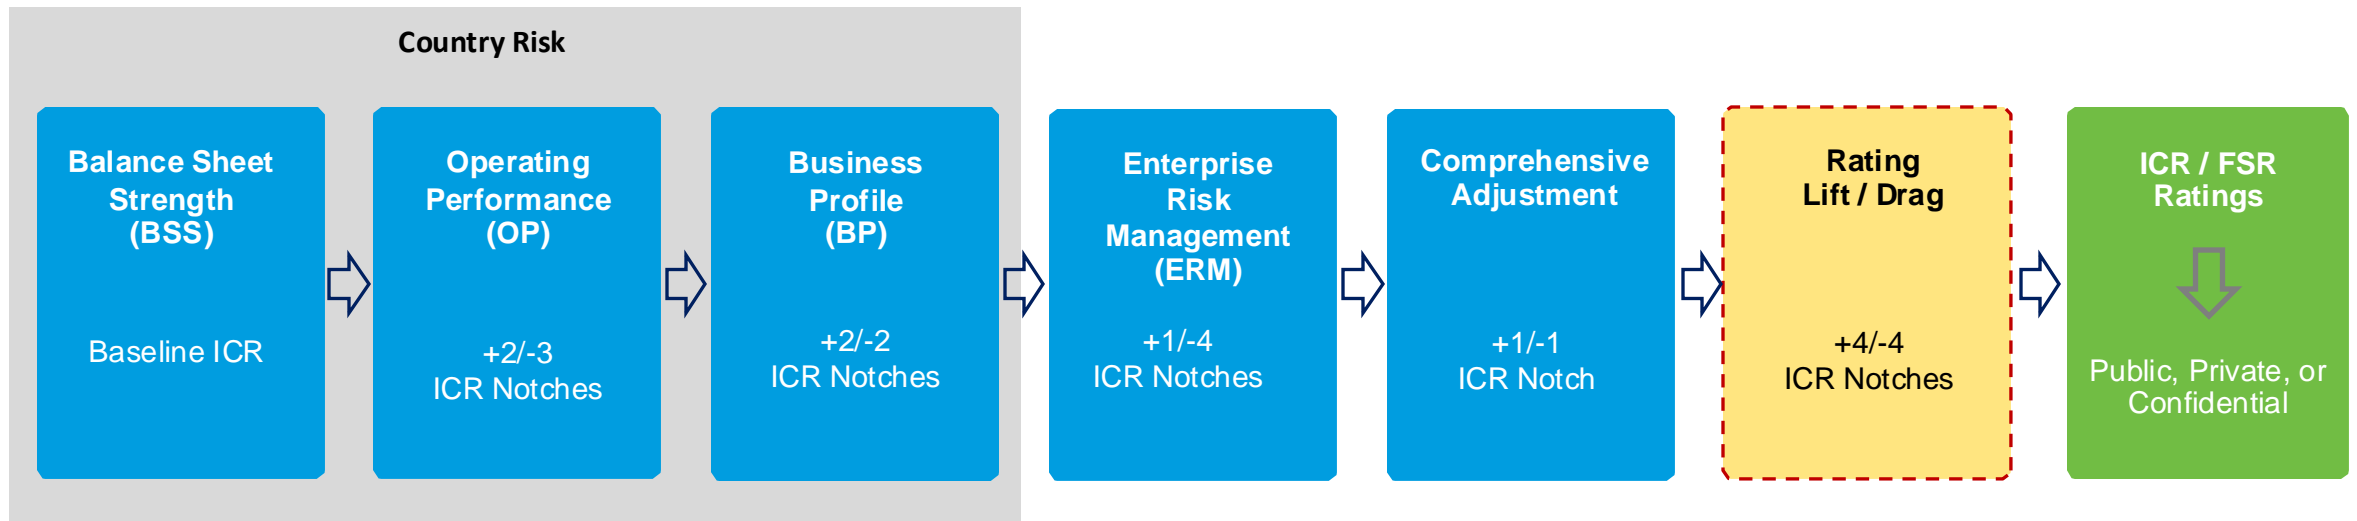 Country Risk
Balance Sheet
Strength
(BSS)
Baseline ICR
Operating
Performance
(OP)
+2/-3
ICR Notches
Business
Profile
(BP)
+2/-2
ICR Notches
Enterprise
Risk
Management
(ERM)
+1/-4
ICR Notches
Comprehensive
Adjustment
+1/-1
ICR Notch
Rating
Lift / Drag
+4/-4
ICR Notches
ICR / FSR
Ratings
Public, Private, or
Confidential